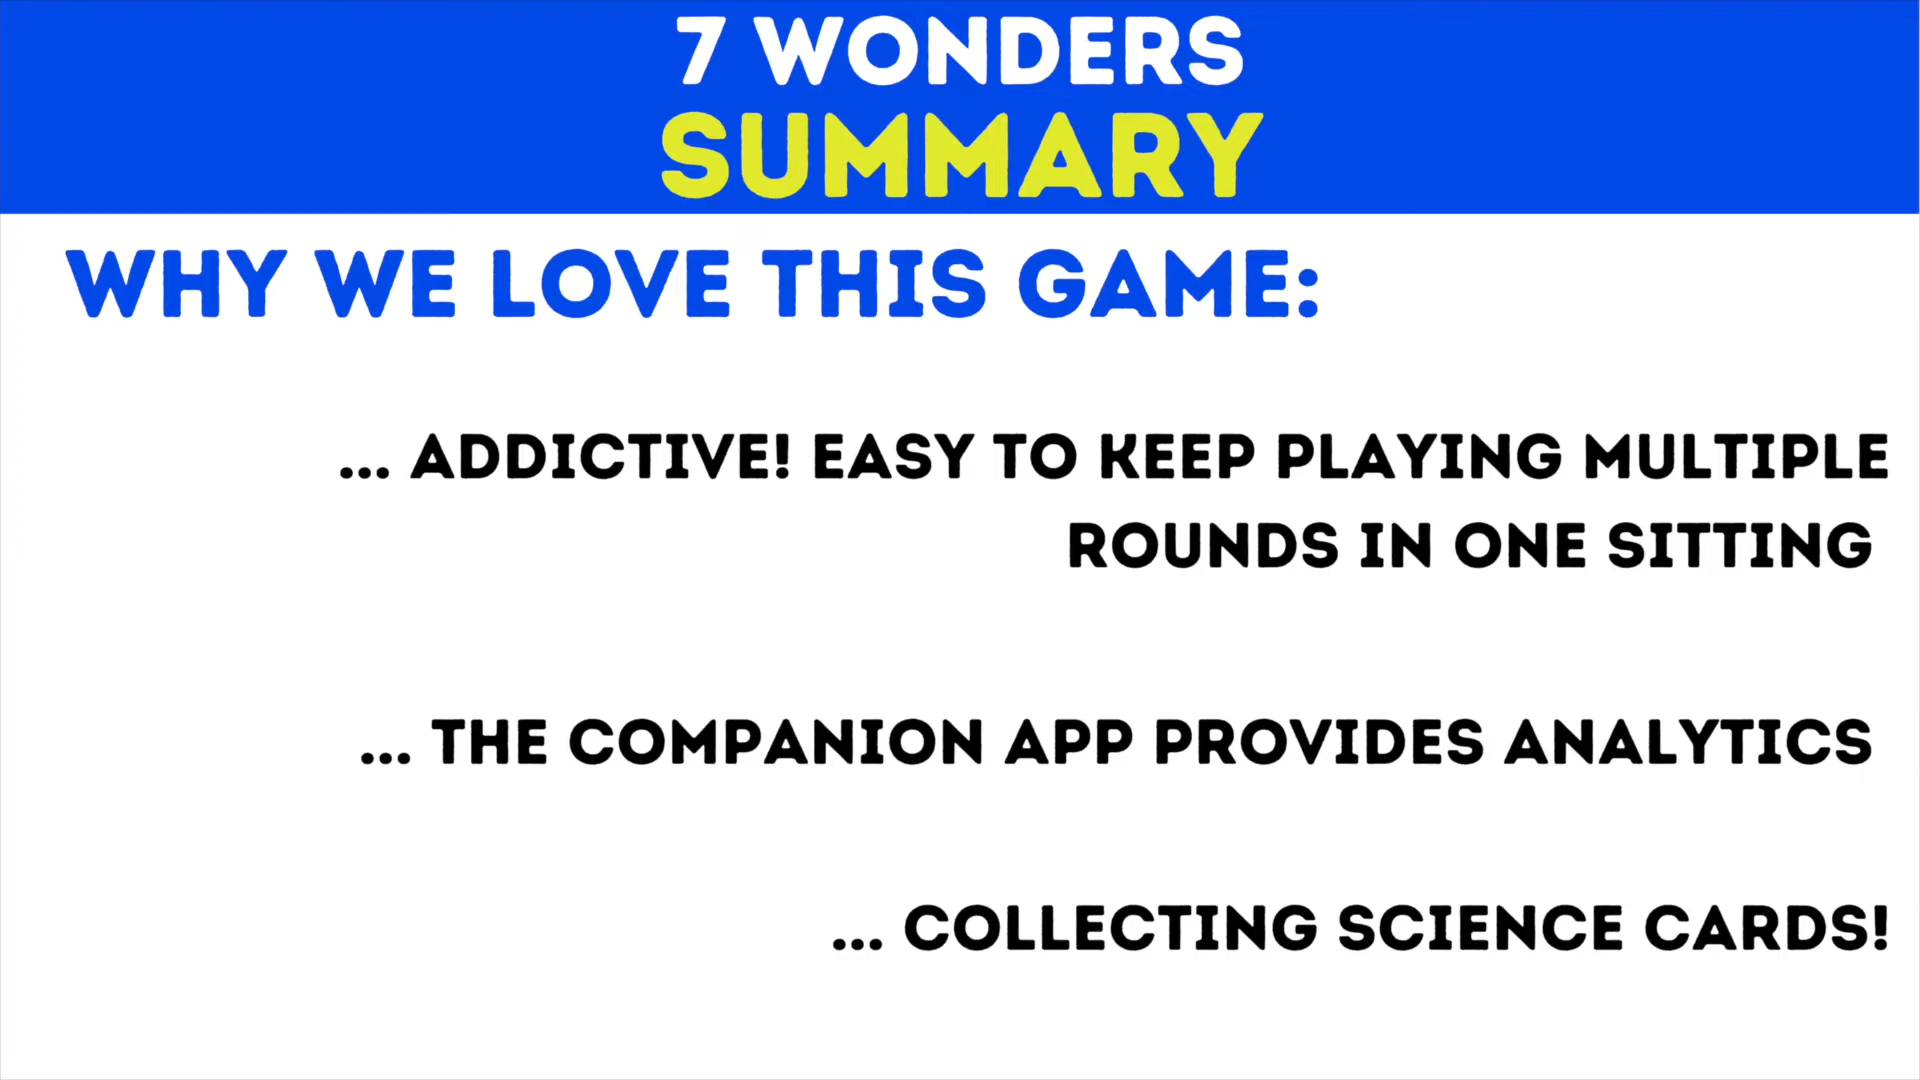 7 WONDERS
SUMMARY
WHY WE LOVE THIS GAME:
... ADDICTIVE! EASY TO KEEP PLAYING MULTIPLE
ROUNDS IN ONE SITTING
... THE COMPANION APP PROVIDES ANALYTICS
... COLLECTING SCIENCE CARDS!